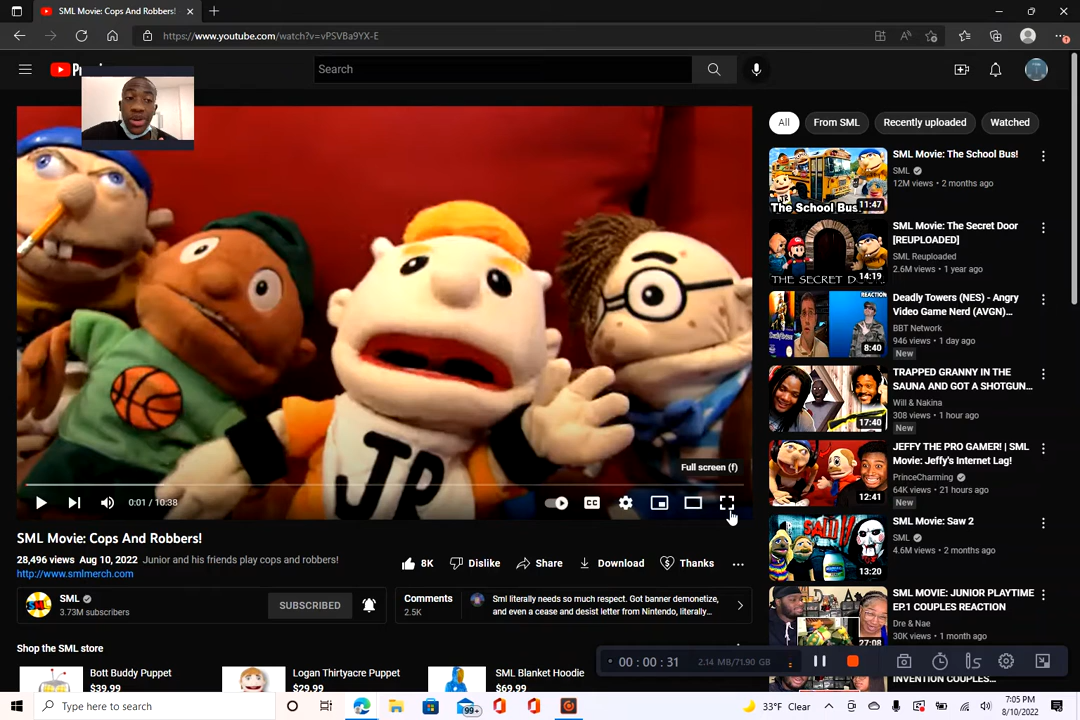 SML Movie: Cops And Robbers!
https://www.youtube.com/watch?v=vPSVBa9YX-E
Search
All
From SML
Recently uploaded
Watched
JP
Full screen (f)
0:01 / 10:38
CC
SML Movie: Cops And Robbers!
28,496 views Aug 10, 2022 Junior and his friends play cops and robbers!
http://www.smlmerch.com
8K
Dislike
Share
Download
Thanks
SML
SML
3.73M subscribers
SUBSCRIBED
Comments
2.5K
Sml literally needs so much respect. Got banner demonetize,
and even a cease and desist letter from Nintendo, literally...
Shop the SML store
Bott Buddy Puppet
$39.99
Logan Thirtyacre Puppet
$29.99
SML Blanket Hoodie
$69.99
The School Bus
11:47
SML Movie: The School Bus!
SML
12M views • 2 months ago
THE SECRET DOOR
14:19
SML Movie: The Secret Door
[REUPLOADED]
SML Reuploaded
2.6M views • 1 year ago
REACTION
8:40
Deadly Towers (NES) - Angry
Video Game Nerd (AVGN)...
BBT Network
946 views • 1 day ago
New
17:40
TRAPPED GRANNY IN THE
SAUNA AND GOT A SHOTGUN...
Will & Nakina
308 views • 1 hour ago
New
12:41
JEFFY THE PRO GAMER! | SML
Movie: Jeffy's Internet Lag!
PrinceCharming
64K views • 21 hours ago
New
SAW II
13:20
SML Movie: Saw 2
SML
4.6M views • 2 months ago
27:08
SML MOVIE: JUNIOR PLAYTIME
EP.1 COUPLES REACTION
Dre & Nae
30K views • 1 month ago
00 : 00 : 31
2.14 MB/71.90 GB
Type here to search
99+
33°F Clear
7:05 PM
8/10/2022